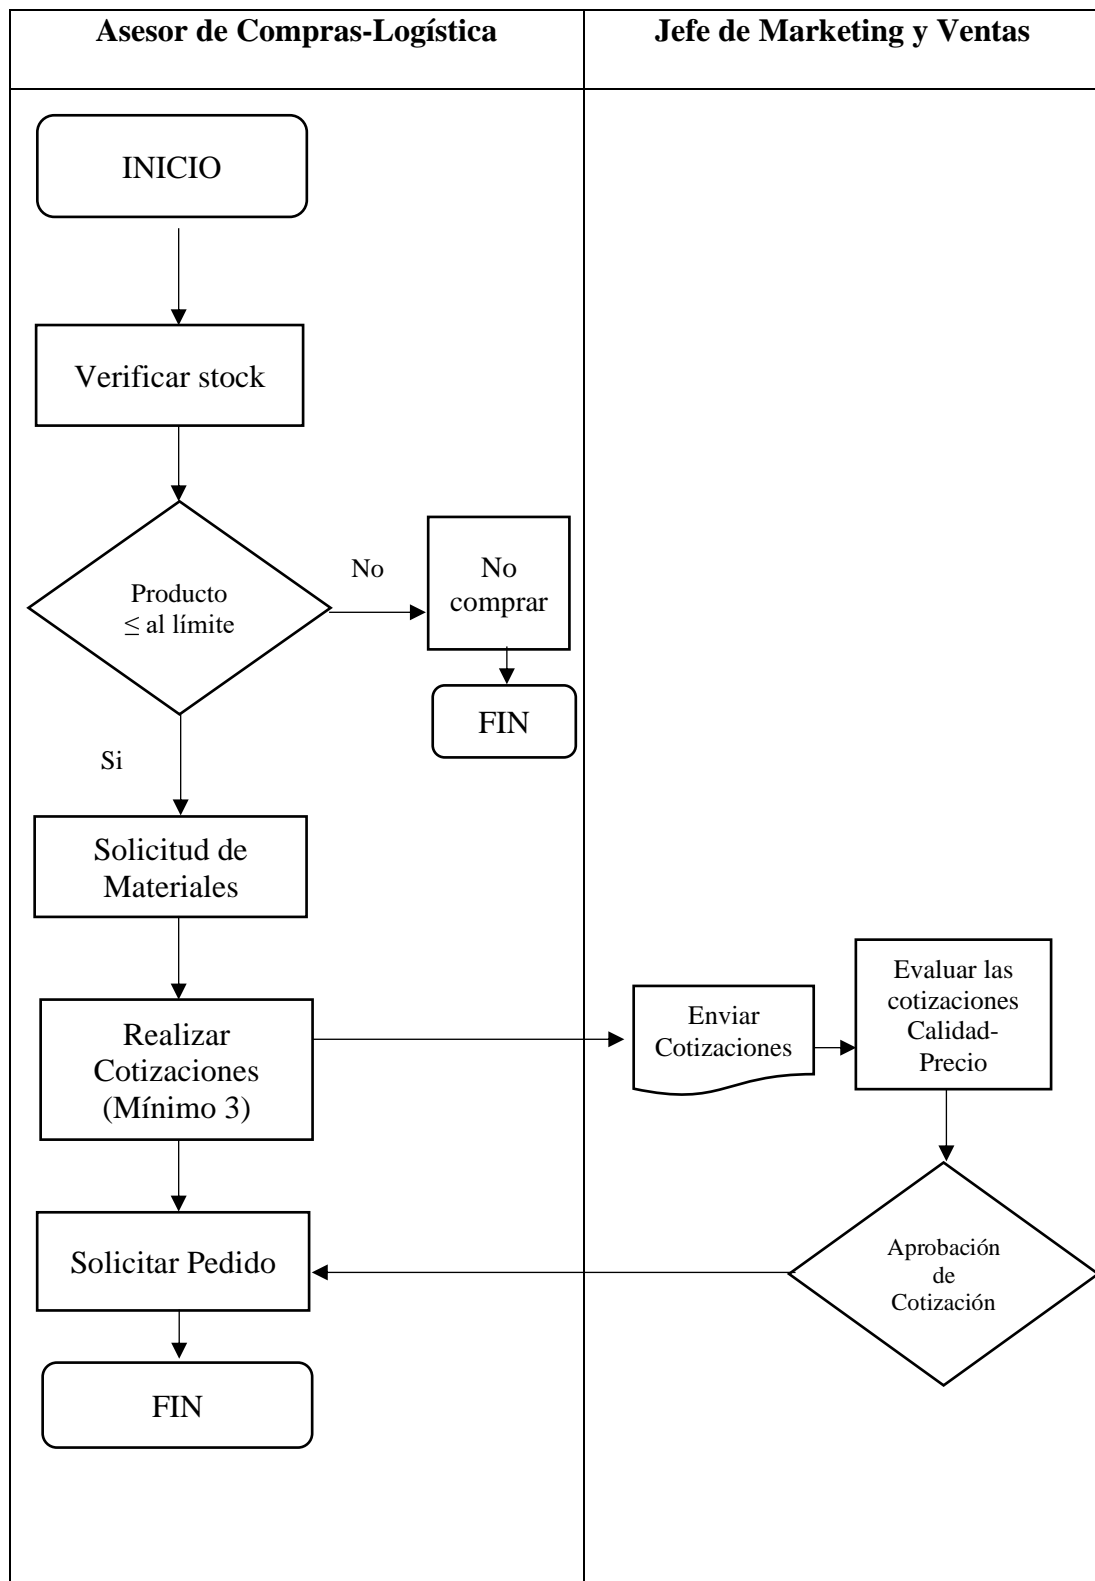 Asesor de Compras-Logística
Jefe de Marketing y Ventas
INICIO
Verificar stock
Producto
≤ al límite
No
No
comprar
FIN
Si
Solicitud de
Materiales
Realizar
Cotizaciones
(Mínimo 3)
Enviar
Cotizaciones
Evaluar las
cotizaciones
Calidad-
Precio
Aprobación
de
Cotización
Solicitar Pedido
FIN